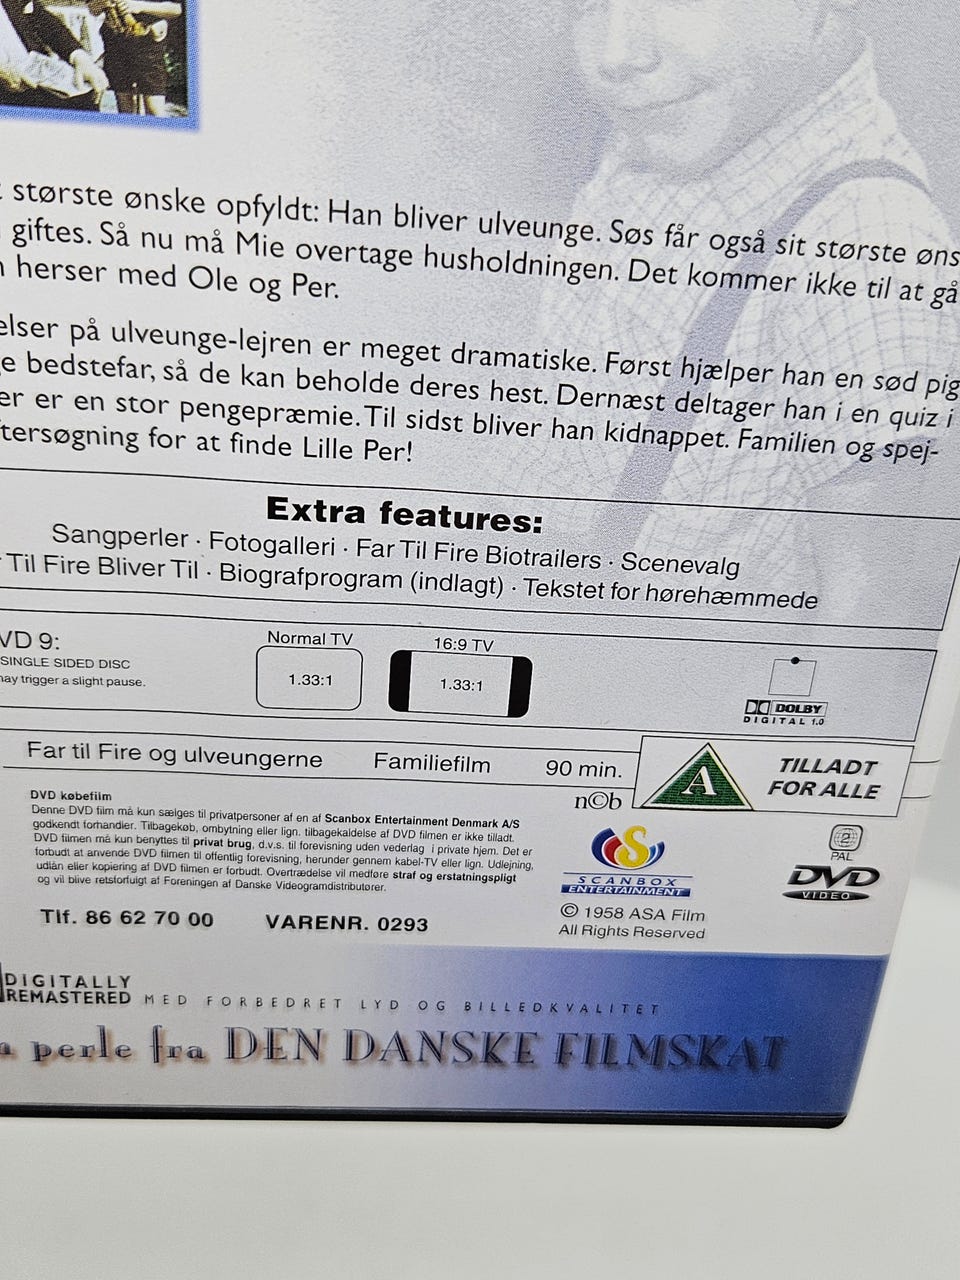 største ønske opfyldt: Han bliver ulveunge. Søs får også sit største øns
giftes. Så nu må Mie overtage husholdningen. Det kommer ikke til at gå
herser med Ole og Per.
elser på ulveunge-lejren er meget dramatiske. Først hjælper han en sød pig
e bedstefar, så de kan beholde deres hest. Dernæst deltager han i en quiz i
er er en stor pengepræmie. Til sidst bliver han kidnappet. Familien og spej-
tersøgning for at finde Lille Per!
Extra features:
Sangperler · Fotogalleri · Far Til Fire Biotrailers · Scenevalg
Til Fire Bliver Til · Biografprogram (indlagt) · Tekstet for hørehæmmede
VD 9:
SINGLE SIDED DISC
may trigger a slight pause.
Normal TV
1.33:1
16:9 TV
1.33:1
DOLBY
DIGITAL 1.0
Far til Fire og ulveungerne Familiefilm 90 min.
A
TILLADT
FOR ALLE
n©b
DVD købefilm
Denne DVD film må kun sælges til privatpersoner af en af Scanbox Entertainment Danmark A/S
godkendt forhandler. Tilbagekøb, ombytning eller lign. tilbagekaldelse af DVD filmen er ikke tilladt.
DVD filmen må kun benyttes til privat brug, d.v.s. til forevisning uden vederlag i private hjem. Det er
forbudt at anvende DVD filmen til offentlig forevisning, herunder gennem kabel-TV eller lign. Udlejning,
udlån eller kopiering af DVD filmen er forbudt. Overtrædelse vil medføre straf og erstatningspligt
og vil blive retsforfulgt af Foreningen af Danske Videogramdistributører.
Tlf. 86 62 70 00 VARENR. 0293
SCANBOX
ENTERTAINMENT
© 1958 ASA Film
All Rights Reserved
2
PAL
DVD
VIDEO
DIGITALLY
REMASTERED MED FORBEDRET LYD OG BILLEDKVALITET
perle fra DEN DANSKE FILMSKAT